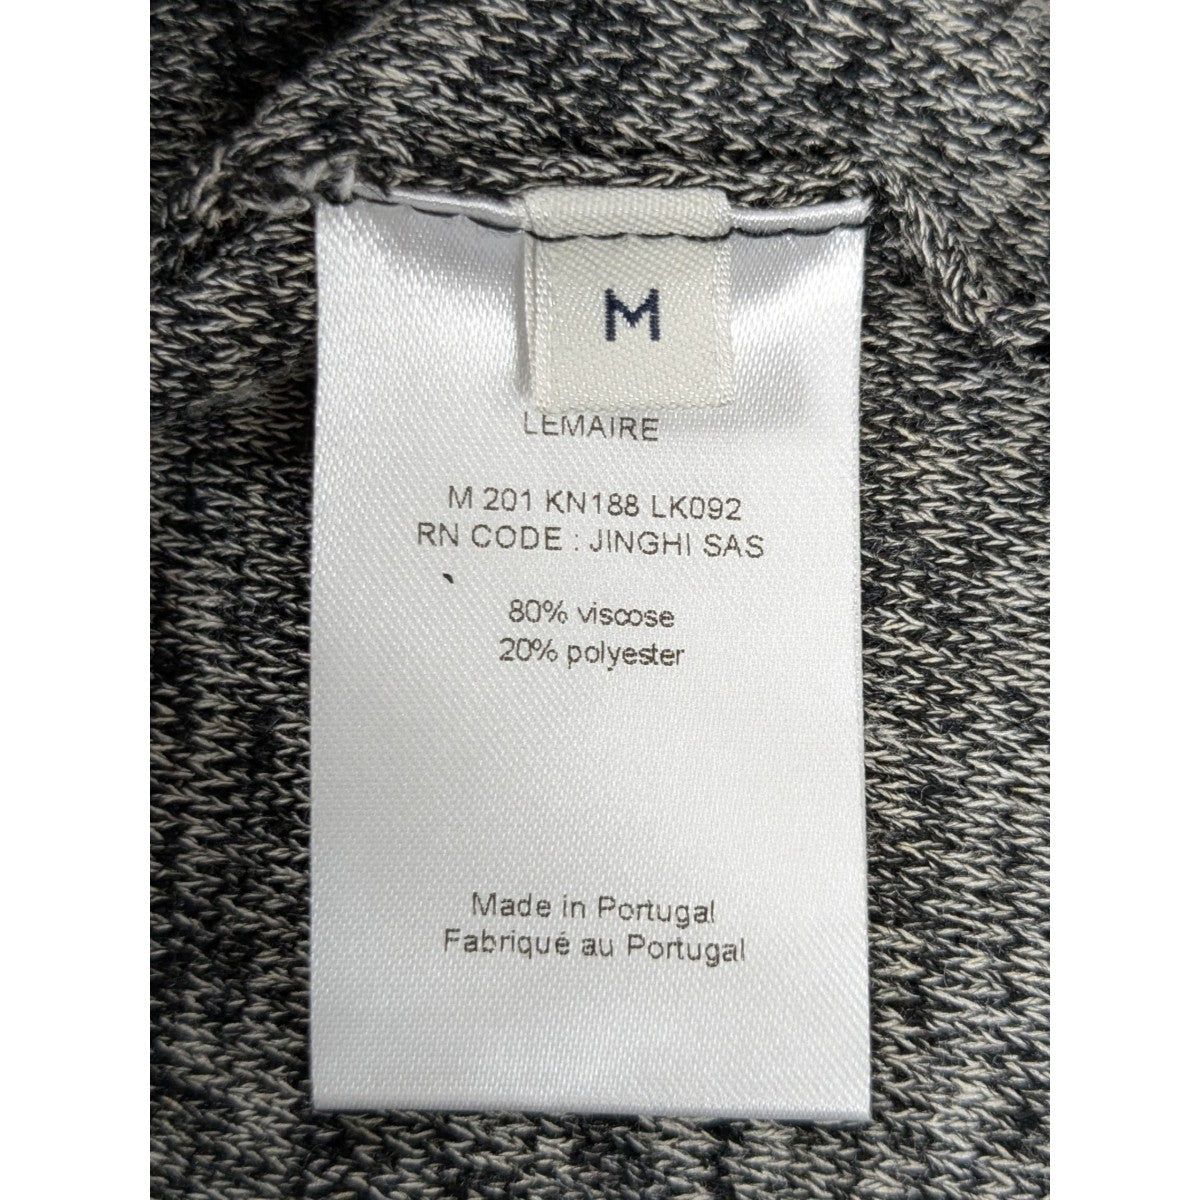 M
LEMAIRE
M 201 KN188 LK092
RN CODE : JINGHI SAS
80% viscose
20% polyester
Made in Portugal
Fabriqué au Portugal